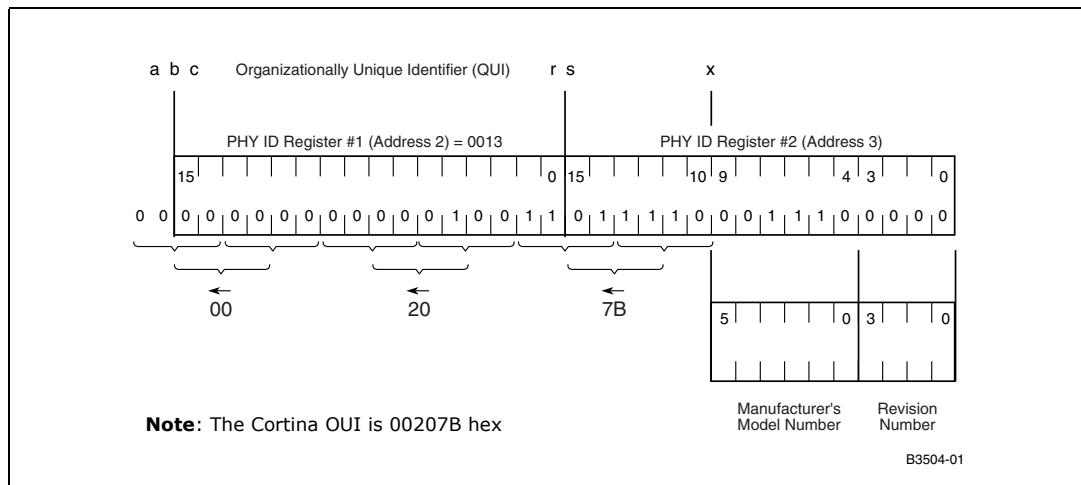 a b c Organizationally Unique Identifier (QUI) r s x
PHY ID Register #1 (Address 2) = 0013 PHY ID Register #2 (Address 3)
15 0 15 10 9 4 3 0
0 0 0 0 0 0 0 0 0 0 0 0 0 1 0 0 1 1 0 1 1 1 1 0 0 0 1 1 1 0 0 0 0 0
00 20 7B
5 0 3 0
Manufacturer's Revision
Model Number Number
Note: The Cortina OUI is 00207B hex
B3504-01